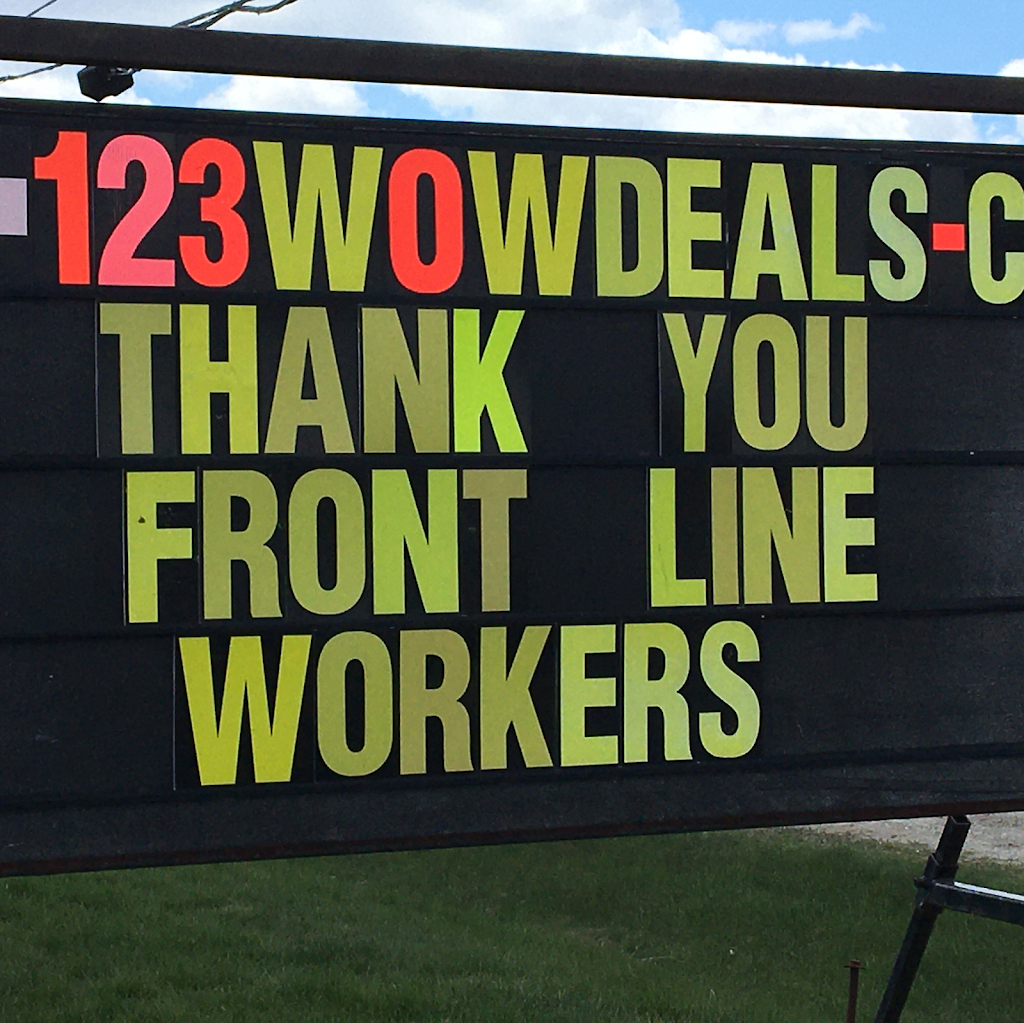 -123WOWDEALS-C
THANK YOU
FRONT LINE
WORKERS